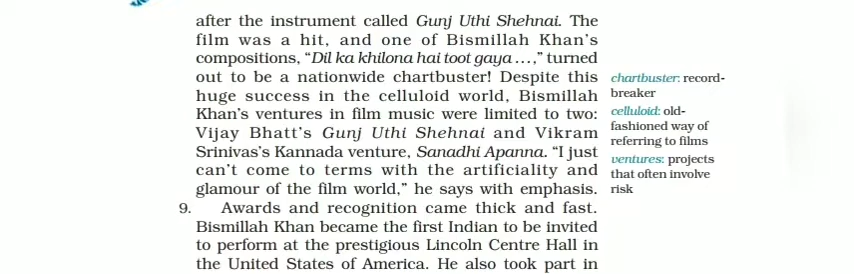 after the instrument called Gunj Uthi Shehnai. The
film was a hit, and one of Bismillah Khan's
compositions, “Dil ka khilona hai toot gaya ...,” turned
out to be a nationwide chartbuster! Despite this
huge success in the celluloid world, Bismillah
Khan's ventures in film music were limited to two:
Vijay Bhatt's Gunj Uthi Shehnai and Vikram
Srinivas's Kannada venture, Sanadhi Apanna. “I just
can't come to terms with the artificiality and
glamour of the film world,” he says with emphasis.
9. Awards and recognition came thick and fast.
Bismillah Khan became the first Indian to be invited
to perform at the prestigious Lincoln Centre Hall in
the United States of America. He also took part in
chartbuster: record-
breaker
celluloid: old-
fashioned way of
referring to films
ventures: projects
that often involve
risk